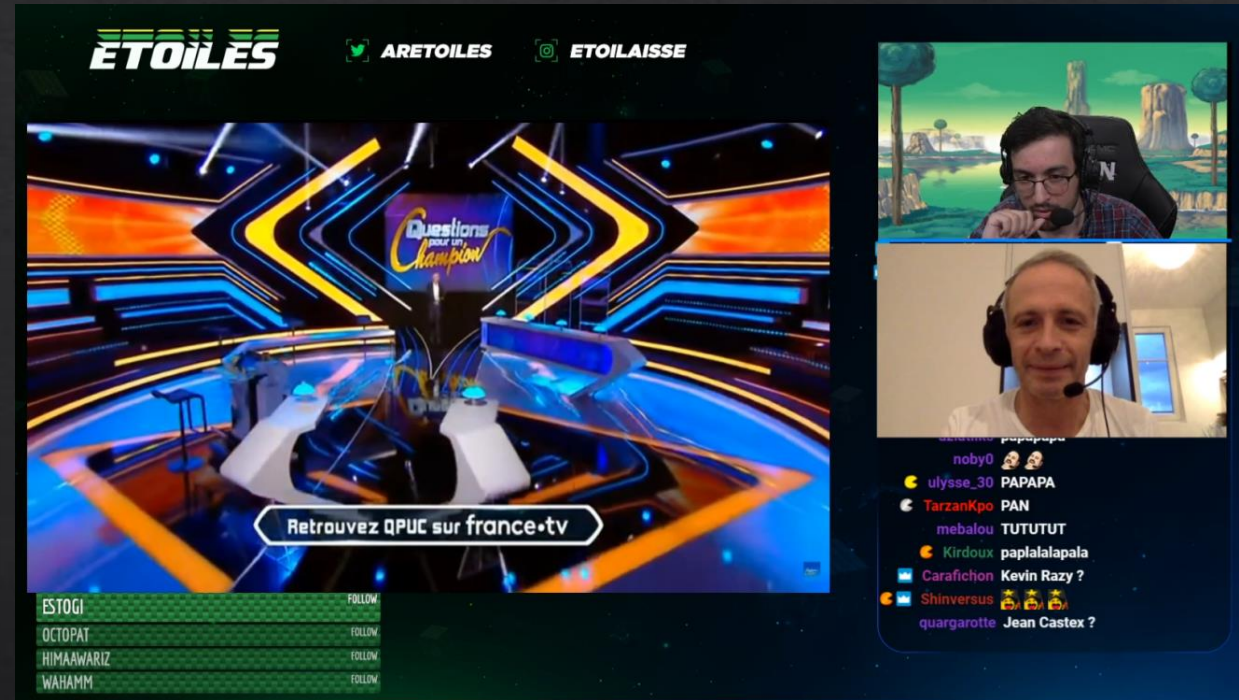 ETOILES
ARETOILES
ETOILAISSE
Questions
pour un
Champion
Retrouvez QPUC sur france•tv
ESTOGI FOLLOW
OCTOPAT FOLLOW
HIMAAWARIZ FOLLOW
WAHAMM FOLLOW
N
papapapa
noby0
ulysse_30 PAPAPA
TarzanKpo PAN
mebalou TUTUTUT
Kirdoux paplalalapala
Carafichon Kevin Razy ?
Shinversus
quargarotte Jean Castex ?